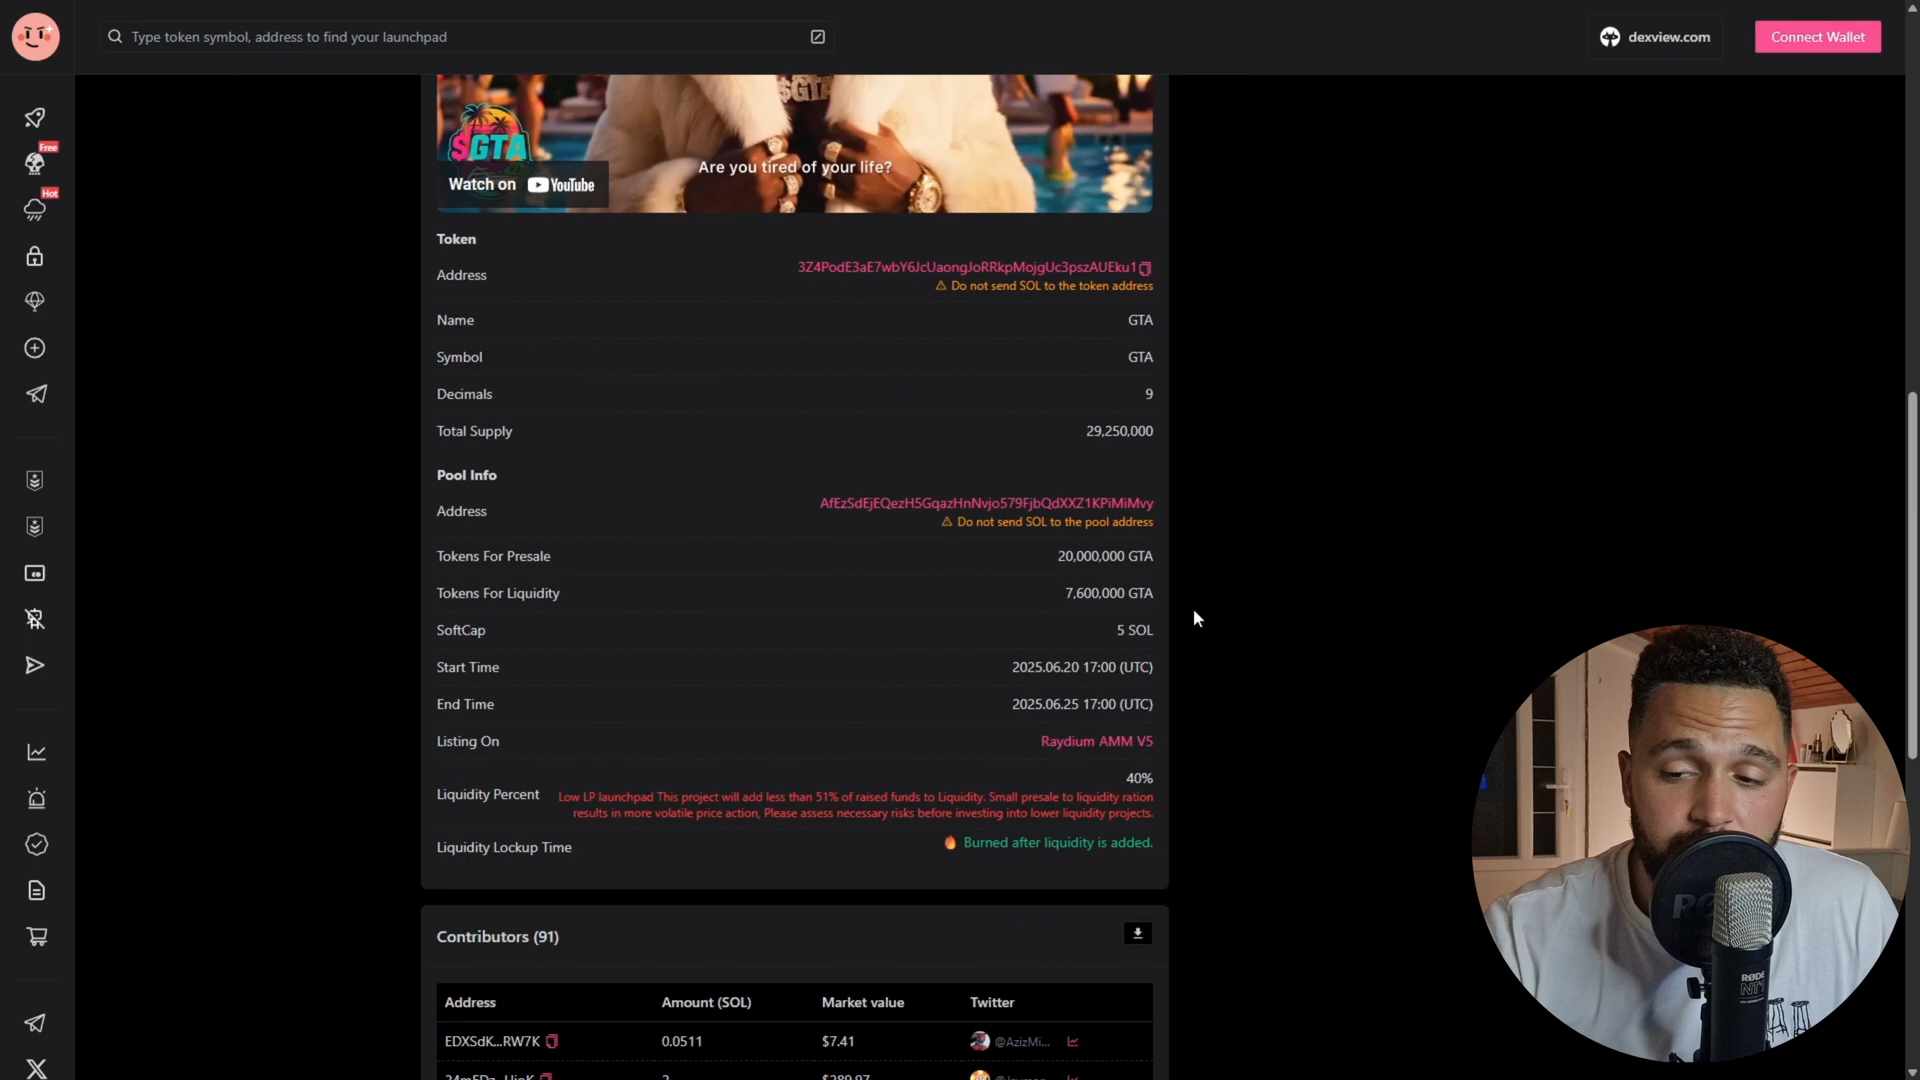 Type token symbol, address to find your launchpad
dexview.com
Connect Wallet
Free
Hot
$GTA
$GTA
Are you tired of your life?
Watch on YouTube
Token
Address
3Z4PodE3aE7wbY6JcUaongJoRRkpMojgUc3pszAUEku1
Do not send SOL to the token address
Name GTA
Symbol GTA
Decimals 9
Total Supply 29,250,000
Pool Info
Address
AfEzSdEjEQezH5GqazHnNvjo579FjbQdXXZ1KPiMiMvy
Do not send SOL to the pool address
Tokens For Presale 20,000,000 GTA
Tokens For Liquidity 7,600,000 GTA
SoftCap 5 SOL
Start Time 2025.06.20 17:00 (UTC)
End Time 2025.06.25 17:00 (UTC)
Listing On Raydium AMM V5
Liquidity Percent
40%
Low LP launchpad This project will add less than 51% of raised funds to Liquidity. Small presale to liquidity ration
results in more volatile price action, Please assess necessary risks before investing into lower liquidity projects.
Liquidity Lockup Time Burned after liquidity is added.
Contributors (91)
Address Amount (SOL) Market value Twitter
EDXSdK...RW7K 0.0511 $7.41 @AzizMi...
RØDE
NT1